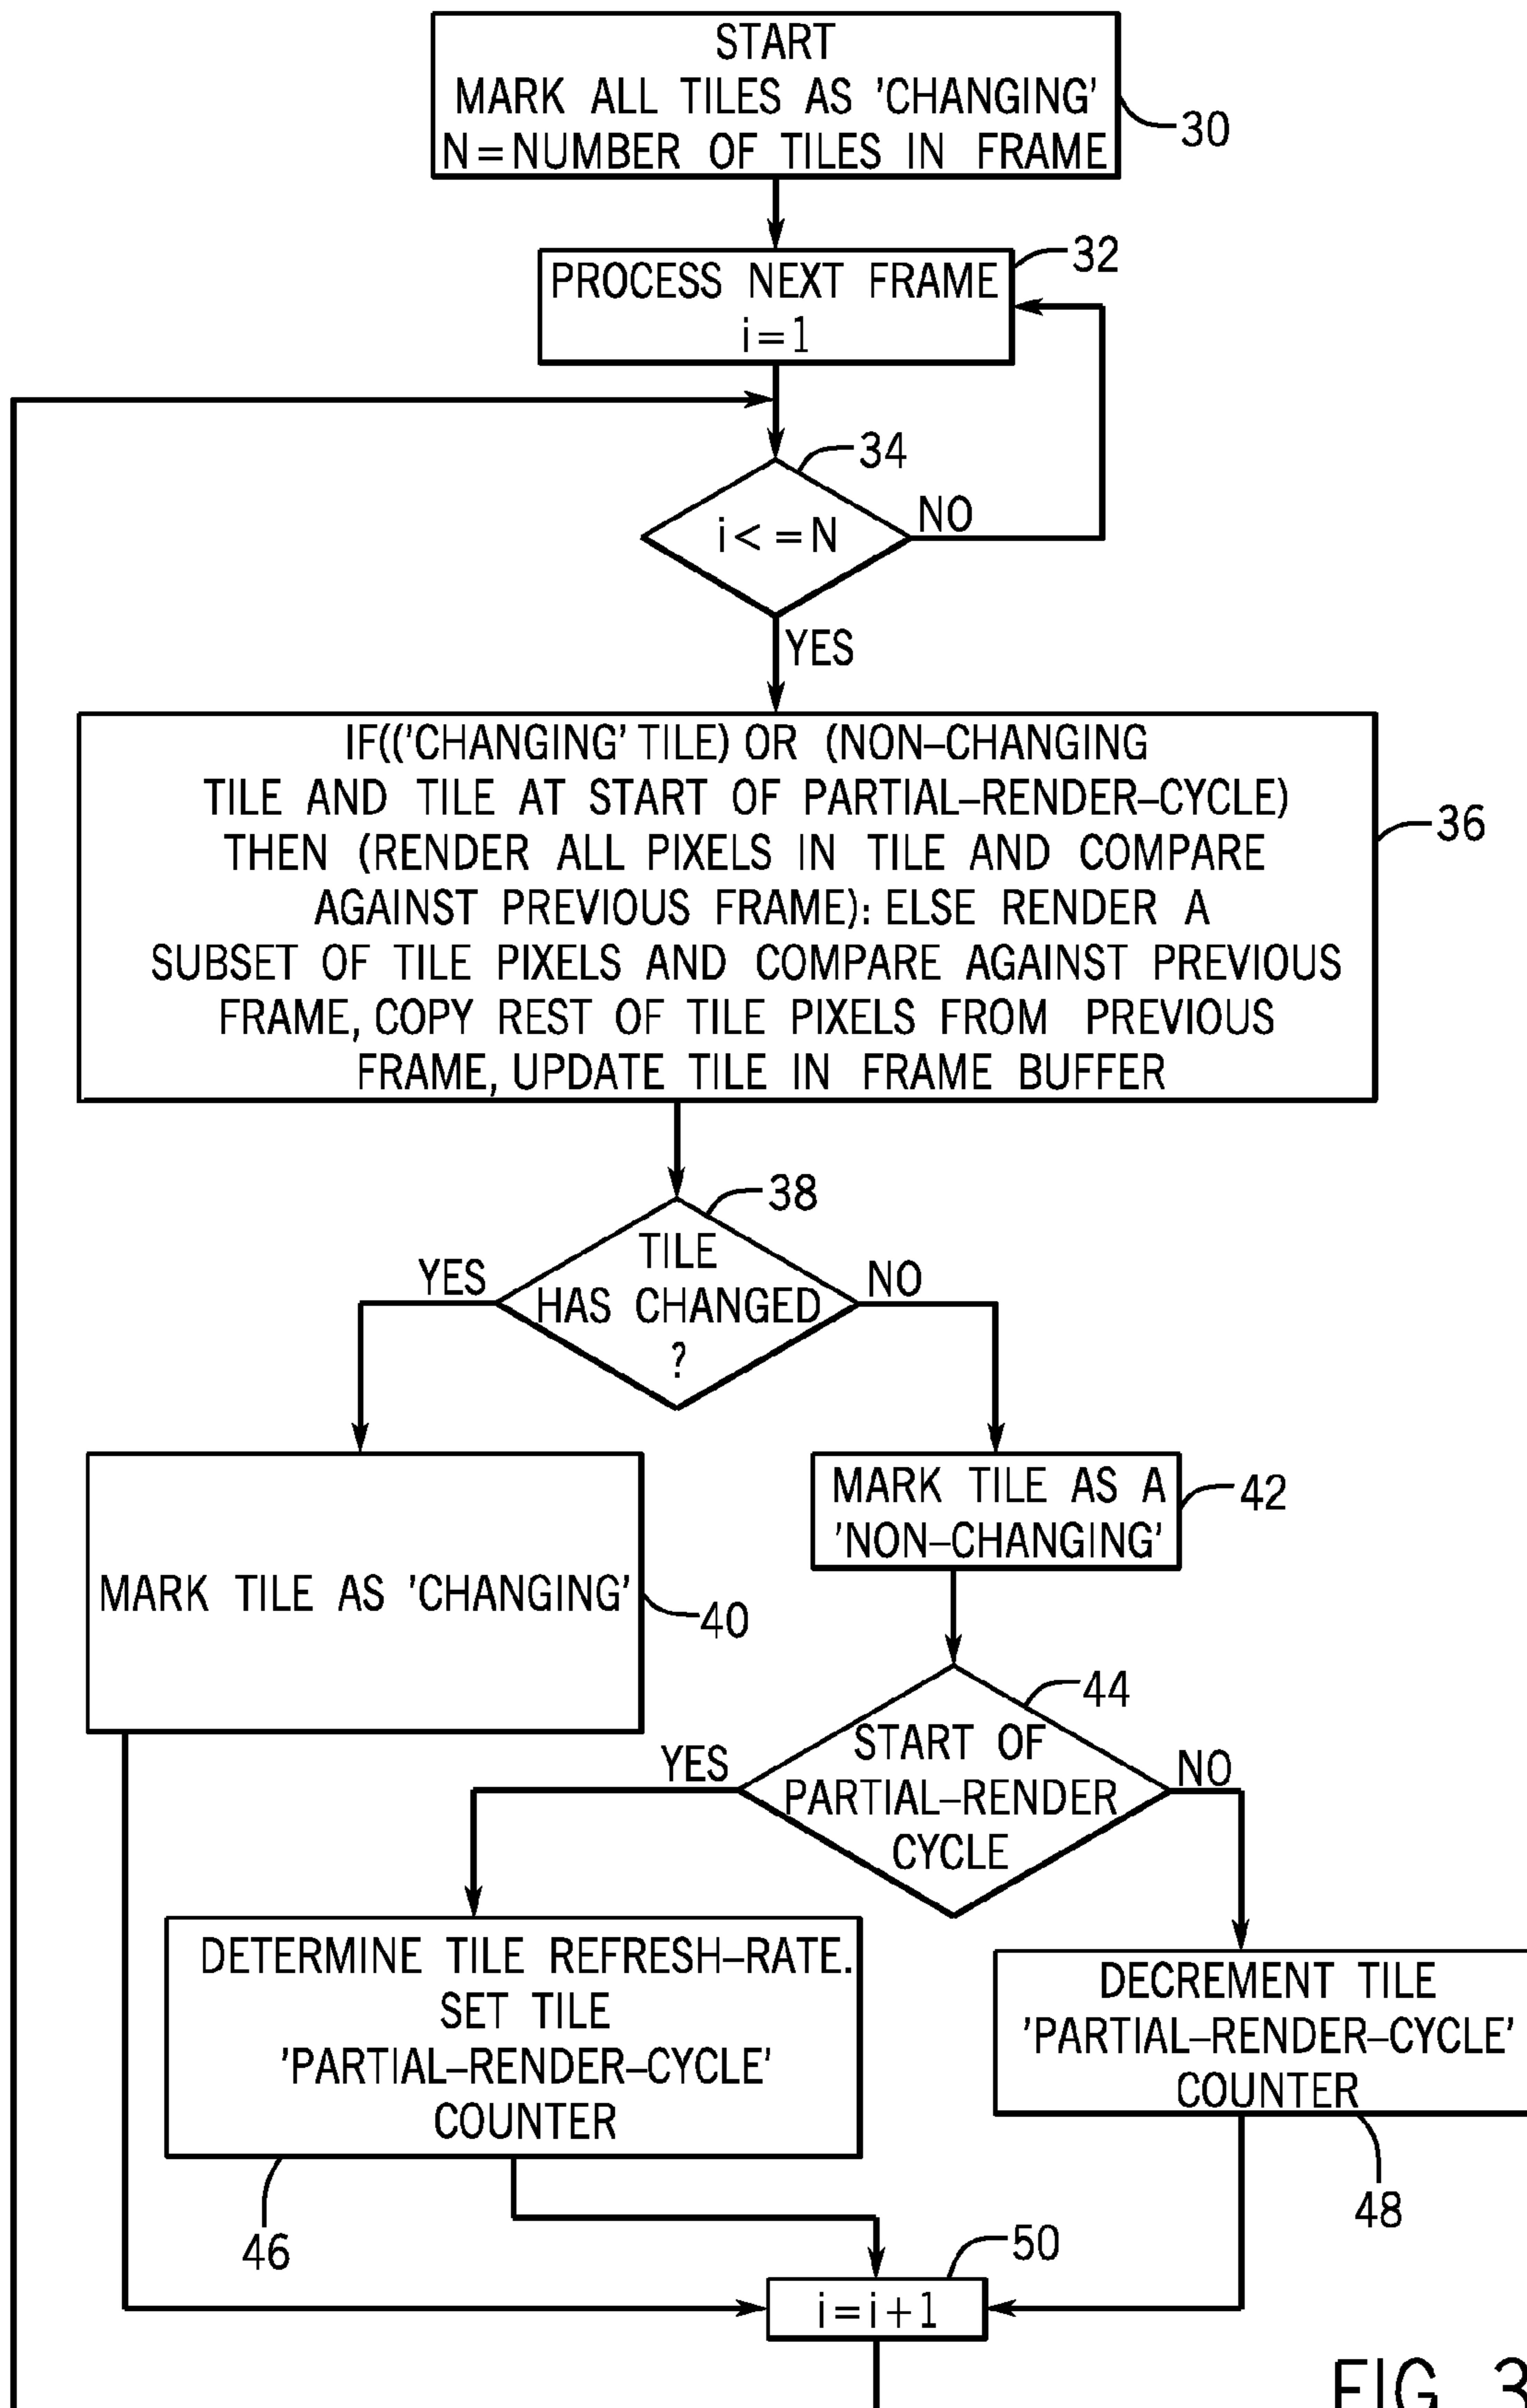 START
MARK ALL TILES AS 'CHANGING'
N=NUMBER OF TILES IN FRAME
30
PROCESS NEXT FRAME
i=1
32
34
i<=N
NO
YES
IF(('CHANGING' TILE) OR (NON–CHANGING
TILE AND TILE AT START OF PARTIAL–RENDER–CYCLE)
THEN (RENDER ALL PIXELS IN TILE AND COMPARE
AGAINST PREVIOUS FRAME): ELSE RENDER A
SUBSET OF TILE PIXELS AND COMPARE AGAINST PREVIOUS
FRAME, COPY REST OF TILE PIXELS FROM PREVIOUS
FRAME, UPDATE TILE IN FRAME BUFFER
36
38
TILE
HAS CHANGED
?
YES
NO
MARK TILE AS 'CHANGING'
40
MARK TILE AS A
'NON–CHANGING'
42
44
START OF
PARTIAL–RENDER
CYCLE
YES
NO
DETERMINE TILE REFRESH–RATE.
SET TILE
'PARTIAL–RENDER–CYCLE'
COUNTER
46
DECREMENT TILE
'PARTIAL–RENDER–CYCLE'
COUNTER
48
50
i=i+1
FIG. 3